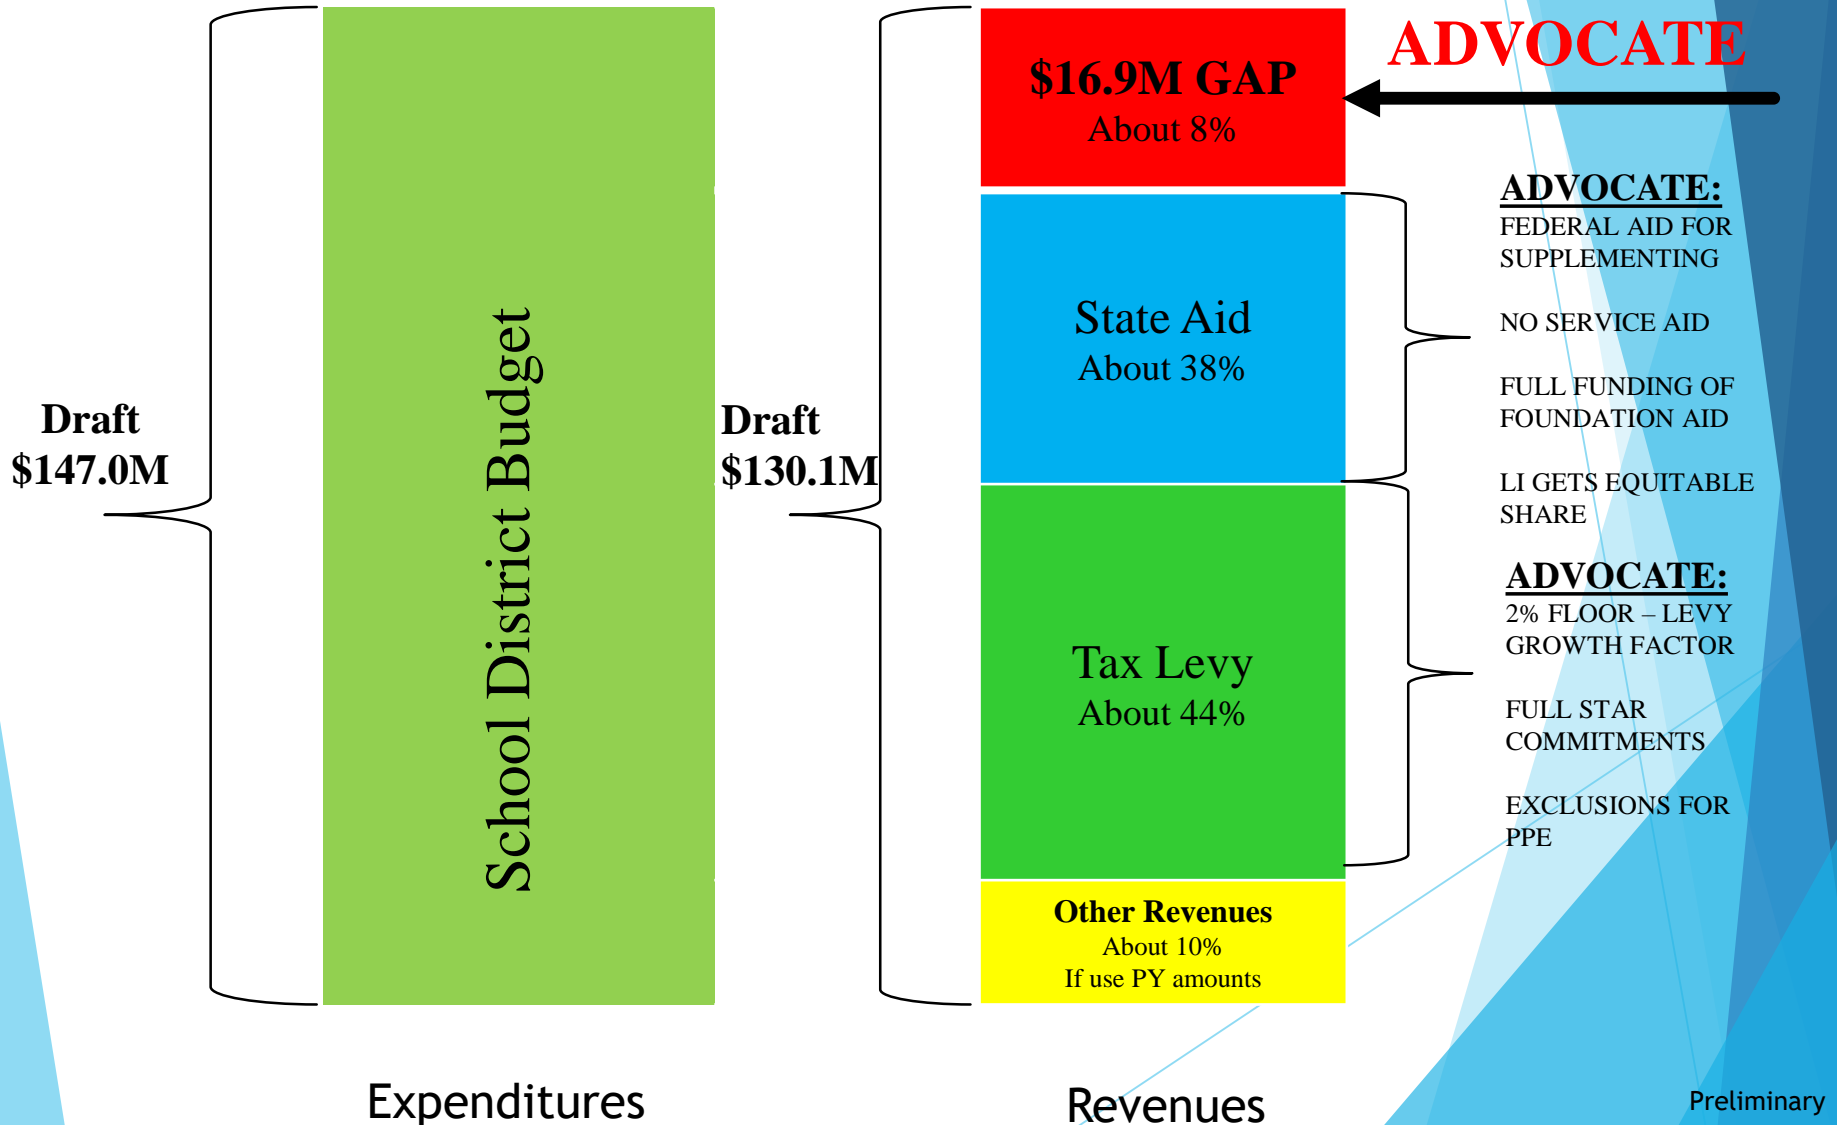 Draft
$147.0M
School District Budget
Expenditures
Draft
$130.1M
$16.9M GAP
About 8%
State Aid
About 38%
Tax Levy
About 44%
Other Revenues
About 10%
If use PY amounts
Revenues
ADVOCATE
ADVOCATE:
FEDERAL AID FOR
SUPPLEMENTING
NO SERVICE AID
FULL FUNDING OF
FOUNDATION AID
LI GETS EQUITABLE
SHARE
ADVOCATE:
2% FLOOR – LEVY
GROWTH FACTOR
FULL STAR
COMMITMENTS
EXCLUSIONS FOR
PPE
Preliminary